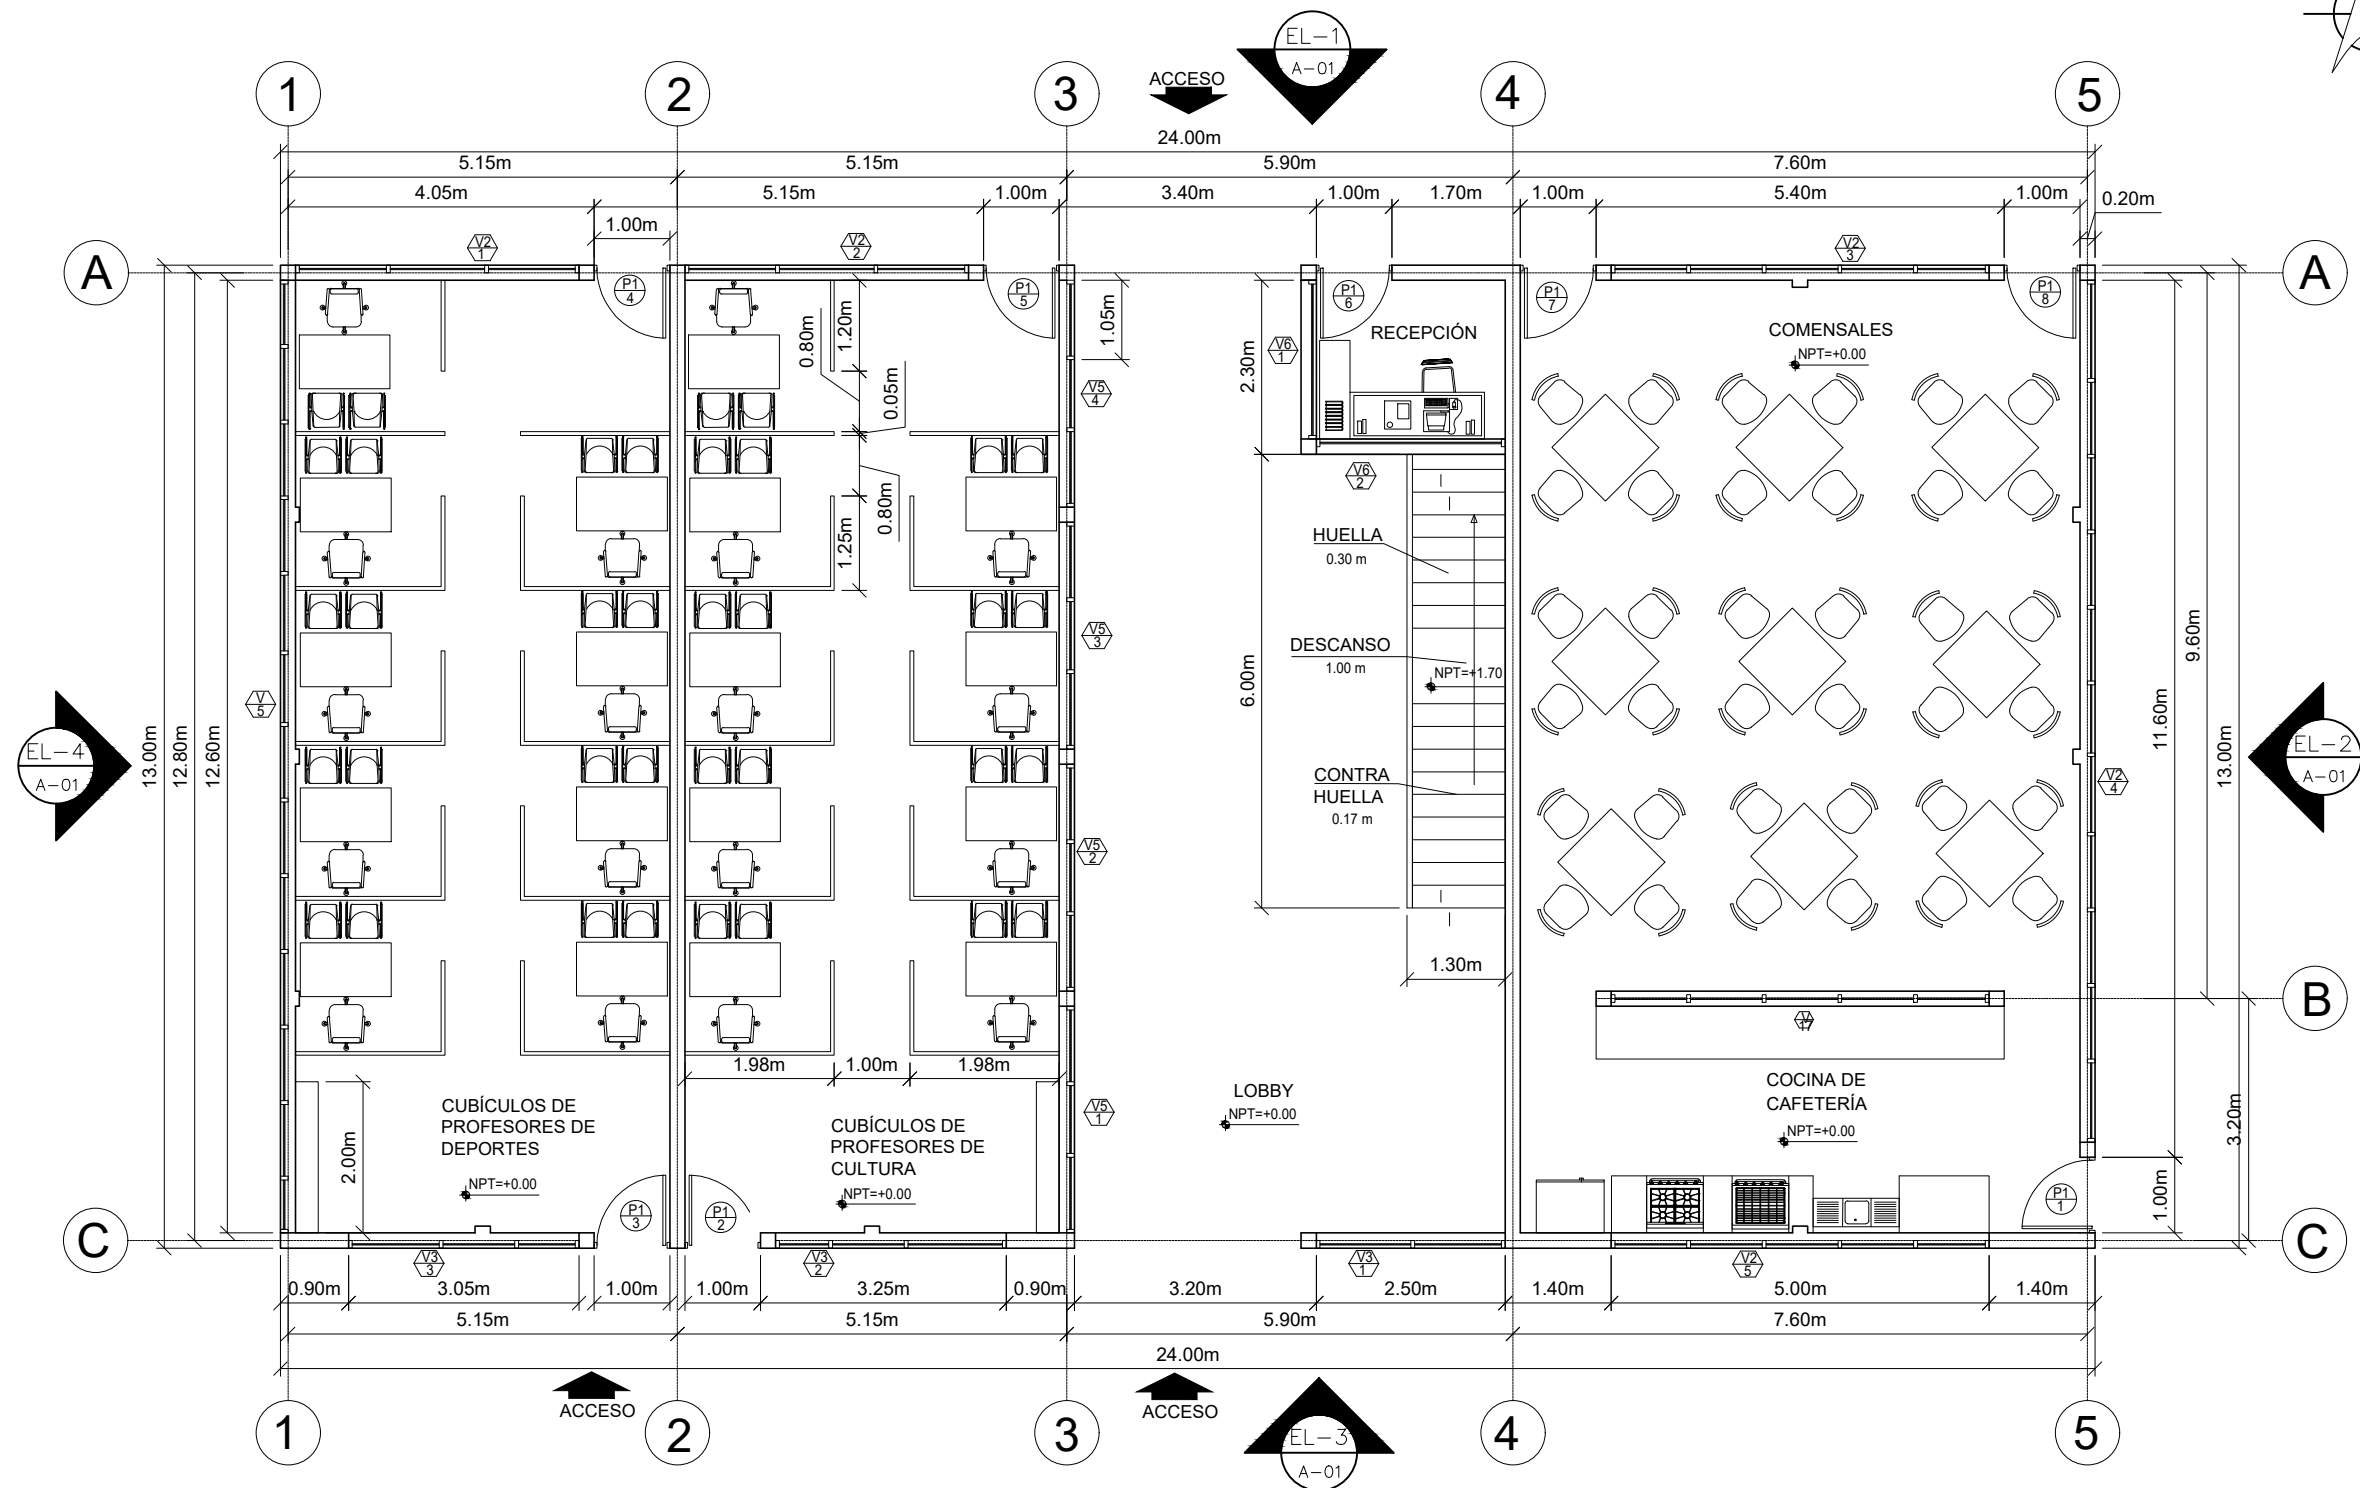 EL-1
A-01
ACCESO
1
2
3
4
5
24.00m
5.15m
5.15m
5.90m
7.60m
4.05m
5.15m
1.00m
3.40m
1.00m
1.70m
1.00m
5.40m
1.00m
0.20m
1.00m
V2
1
V2
2
V2
3
A
A
P1
4
P1
5
P1
6
P1
7
P1
8
RECEPCIÓN
COMENSALES
NPT=+0.00
0.80m
1.20m
0.05m
1.05m
2.30m
V6
1
V5
4
V6
2
0.80m
1.25m
HUELLA
0.30 m
V5
3
DESCANSO
1.00 m
NPT=+1.70
6.00m
9.60m
11.60m
13.00m
V
5
EL-4
A-01
13.00m
12.80m
12.60m
EL-2
A-01
V2
4
CONTRA
HUELLA
0.17 m
V5
2
1.30m
B
V
17
1.98m
1.00m
1.98m
COCINA DE
CAFETERÍA
NPT=+0.00
LOBBY
NPT=+0.00
V5
1
CUBÍCULOS DE
PROFESORES DE
DEPORTES
NPT=+0.00
CUBÍCULOS DE
PROFESORES DE
CULTURA
NPT=+0.00
2.00m
3.20m
1.00m
P1
3
P1
2
P1
1
C
C
V3
3
V3
2
V3
1
V2
5
0.90m
3.05m
1.00m
1.00m
3.25m
0.90m
3.20m
2.50m
1.40m
5.00m
1.40m
5.15m
5.15m
5.90m
7.60m
24.00m
ACCESO
ACCESO
1
2
3
4
5
EL-3
A-01